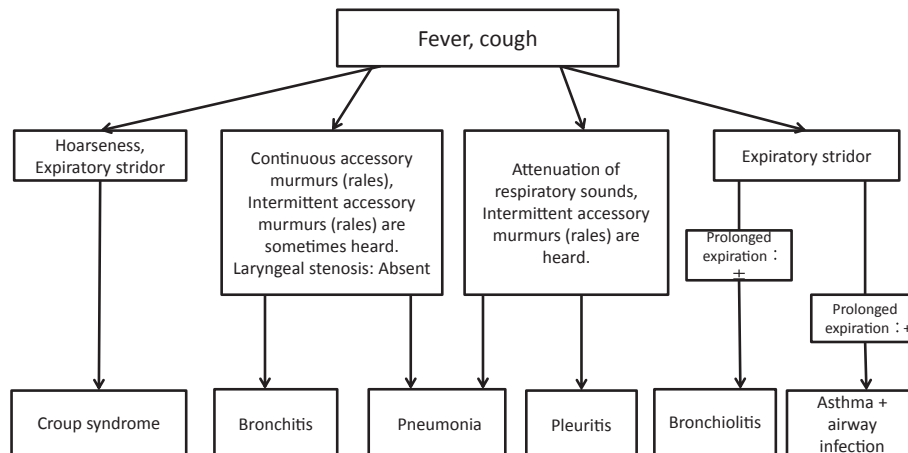 Fever, cough
Hoarseness,
Expiratory stridor
Continuous accessory
murmurs (rales),
Intermittent accessory
murmurs (rales) are
sometimes heard.
Laryngeal stenosis: Absent
Attenuation of
respiratory sounds,
Intermittent accessory
murmurs (rales) are
heard.
Expiratory stridor
Prolonged
expiration：
±
Prolonged
expiration：+
Croup syndrome
Bronchitis
Pneumonia
Pleuritis
Bronchiolitis
Asthma +
airway
infection